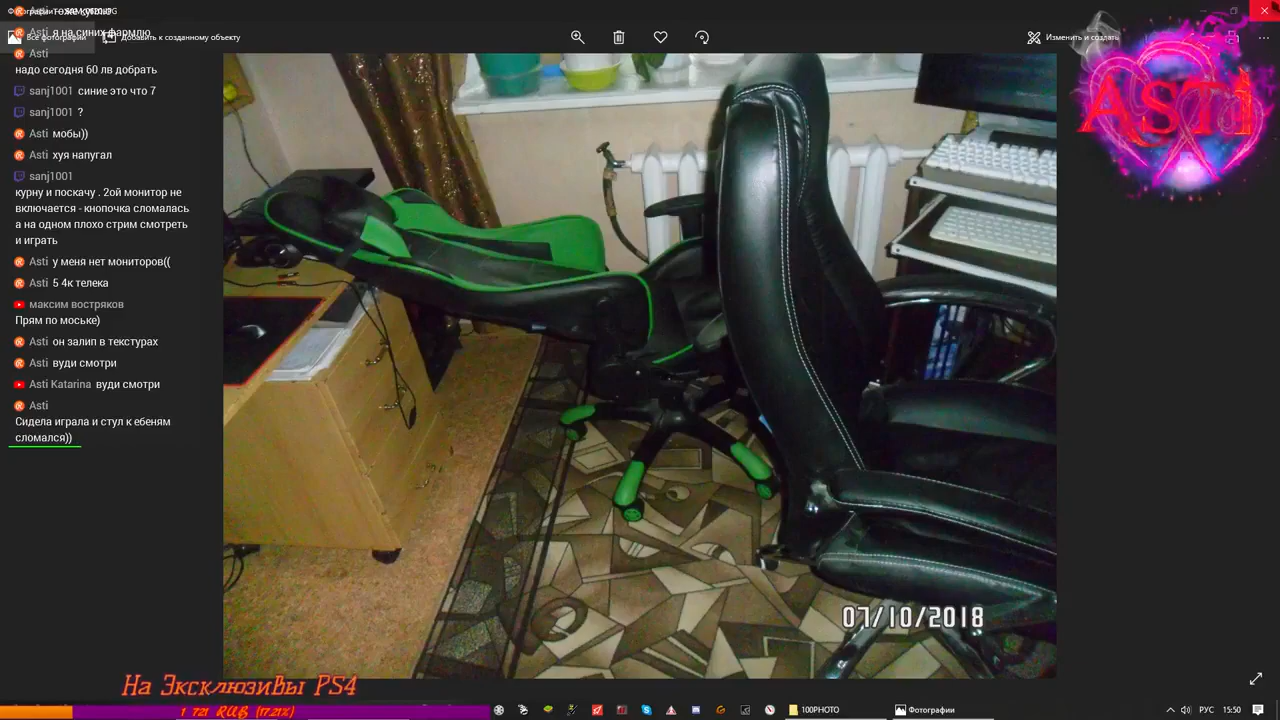 Все фотографии
Добавить к созданному объекту
Изменить и создать
Asti я на синих фармлю
Asti
надо сегодня 60 лв добрать
sanj1001 синие это что 7
sanj1001 ?
Asti мобы))
Asti хуя напугал
sanj1001
курну и поскачу . 2ой монитор не
включается - кнопочка сломалась
а на одном плохо стрим смотреть
и играть
Asti у меня нет мониторов((
Asti 5 4к телека
максим востряков
Прям по моське)
Asti он залип в текстурах
Asti вуди смотри
Asti Katarina вуди смотри
Asti
Сидела играла и стул к ебеням
сломался))
Asti
07/10/2018
На Эксклюзивы PS4
1 721 RUB (17.21%)
100PHOTO
Фотографии
РУС
15:50